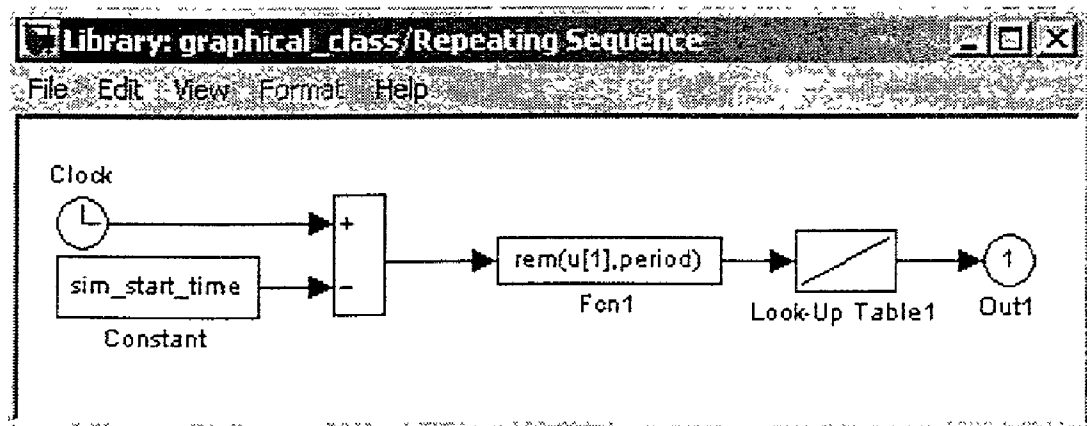 Library: graphical_class/Repeating Sequence
File Edit View Format Help
Clock
+
sim_start_time
-
Constant
rem(u[1],period)
Fcn1
Look-Up Table1
1
Out1